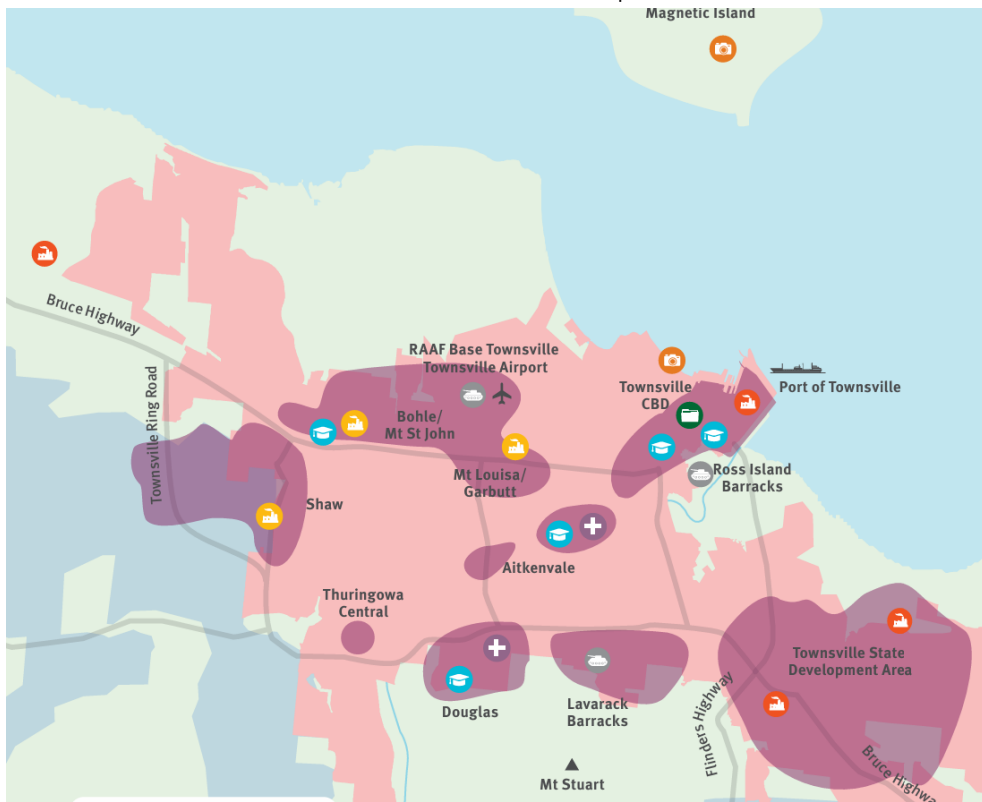 Magnetic Island
Bruce Highway
RAAF Base Townsville
Townsville Airport
Townsville
CBD
Port of Townsville
Townsville Ring Road
Bohle/
Mt St John
Mt Louisa/
Garbutt
Ross Island
Barracks
Shaw
Aitkenvale
Thuringowa
Central
Townsville State
Development Area
Douglas
Lavarack
Barracks
Flinders Highway
Mt Stuart
Bruce Highway